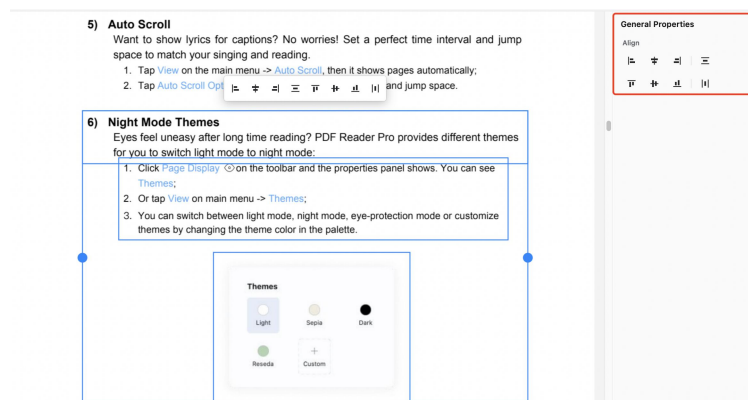 5) Auto Scroll
Want to show lyrics for captions? No worries! Set a perfect time interval and jump
space to match your singing and reading.
1. Tap View on the main menu -> Auto Scroll, then it shows pages automatically;
2. Tap Auto Scroll Opt and jump space.
6) Night Mode Themes
Eyes feel uneasy after long time reading? PDF Reader Pro provides different themes
for you to switch light mode to night mode:
1. Click Page Display on the toolbar and the properties panel shows. You can see
Themes;
2. Or tap View on main menu -> Themes;
3. You can switch between light mode, night mode, eye-protection mode or customize
themes by changing the theme color in the palette.
Themes
Light Sepia Dark
Reseda Custom
General Properties
Align